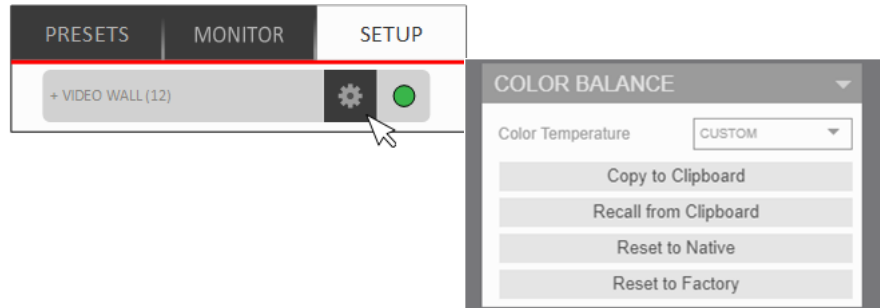 PRESETS MONITOR SETUP
+ VIDEO WALL (12)
COLOR BALANCE
Color Temperature CUSTOM
Copy to Clipboard
Recall from Clipboard
Reset to Native
Reset to Factory